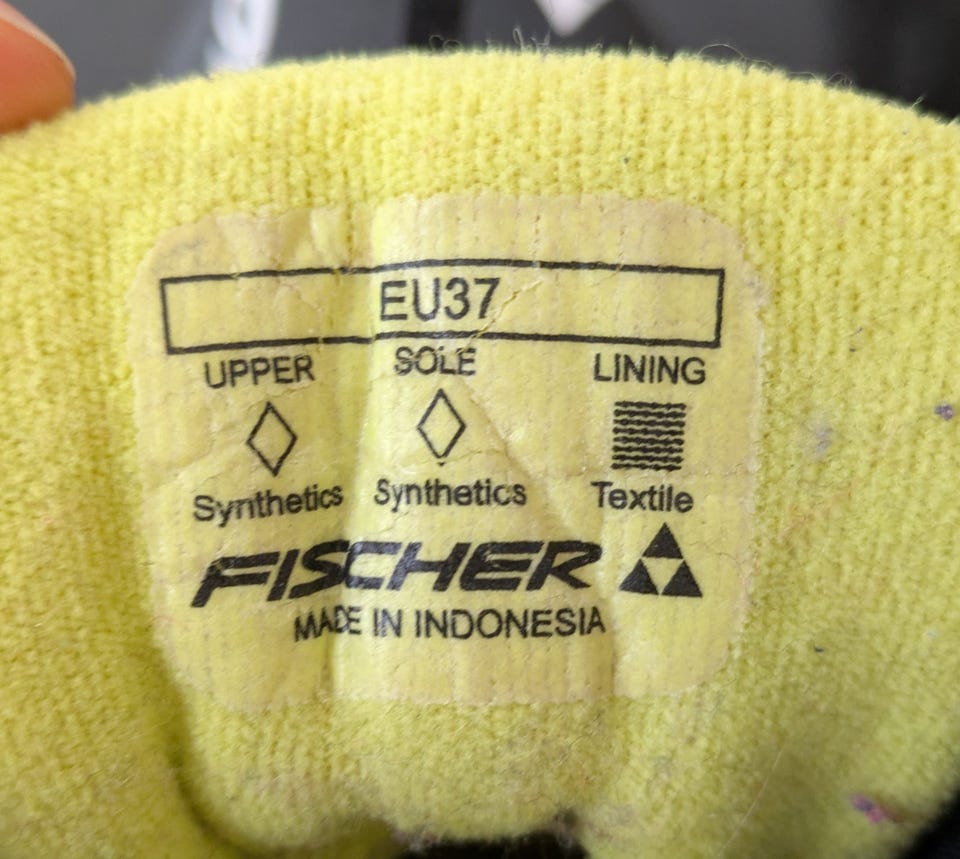 EU37
UPPER SOLE LINING
Synthetics Synthetics Textile
FISCHER
MADE IN INDONESIA